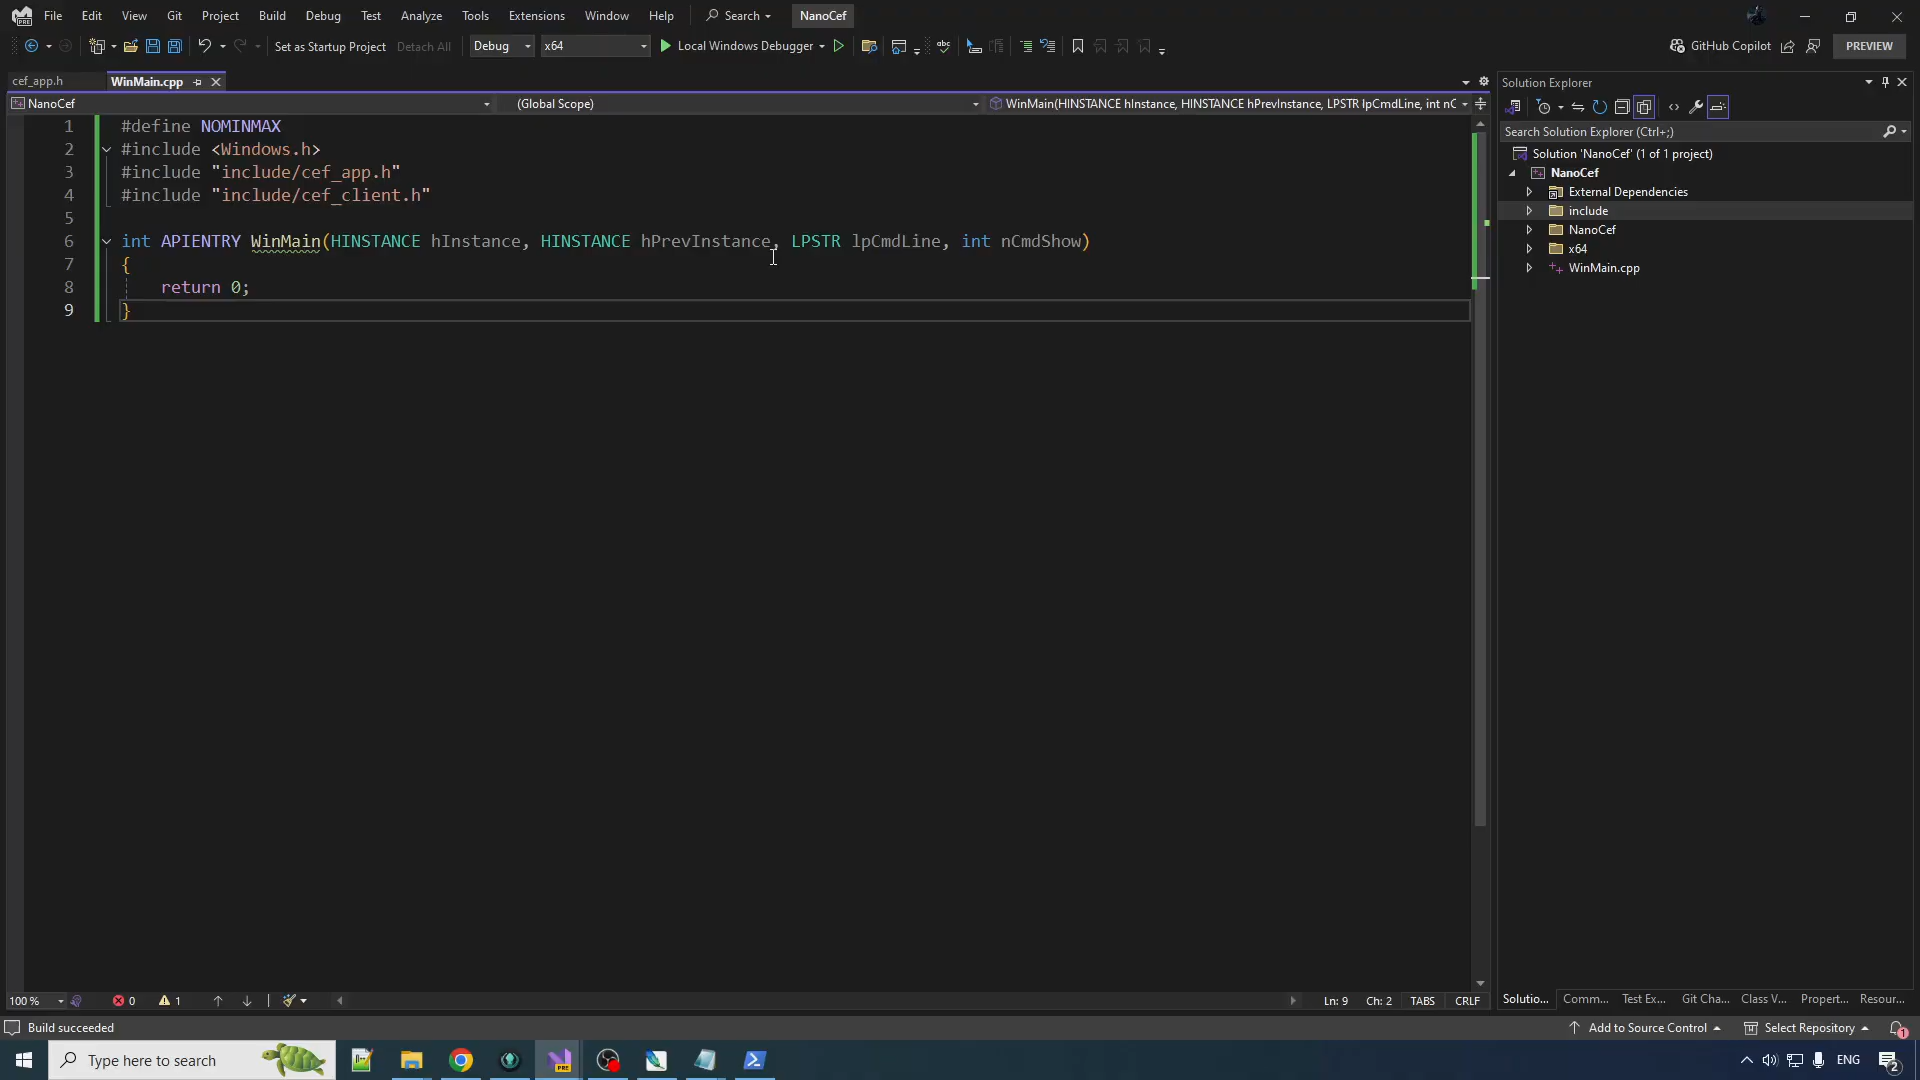 File Edit View Git Project Build Debug Test Analyze Tools Extensions Window Help Search NanoCef
Set as Startup Project Detach All Debug x64 Local Windows Debugger GitHub Copilot PREVIEW
cef_app.h WinMain.cpp
NanoCef (Global Scope) WinMain(HINSTANCE hInstance, HINSTANCE hPrevInstance, LPSTR lpCmdLine, int nC
1 #define NOMINMAX
2 #include <Windows.h>
3 #include "include/cef_app.h"
4 #include "include/cef_client.h"
5
6 int APIENTRY WinMain(HINSTANCE hInstance, HINSTANCE hPrevInstance, LPSTR lpCmdLine, int nCmdShow)
7 {
8 return 0;
9 }
Solution Explorer
Search Solution Explorer (Ctrl+;)
Solution 'NanoCef' (1 of 1 project)
NanoCef
External Dependencies
include
NanoCef
x64
WinMain.cpp
100 % 0 1 Ln: 9 Ch: 2 TABS CRLF
Solutio... Comm... Test Ex... Git Cha... Class V... Propert... Resour...
Build succeeded Add to Source Control Select Repository 1
Type here to search PRE ENG 2